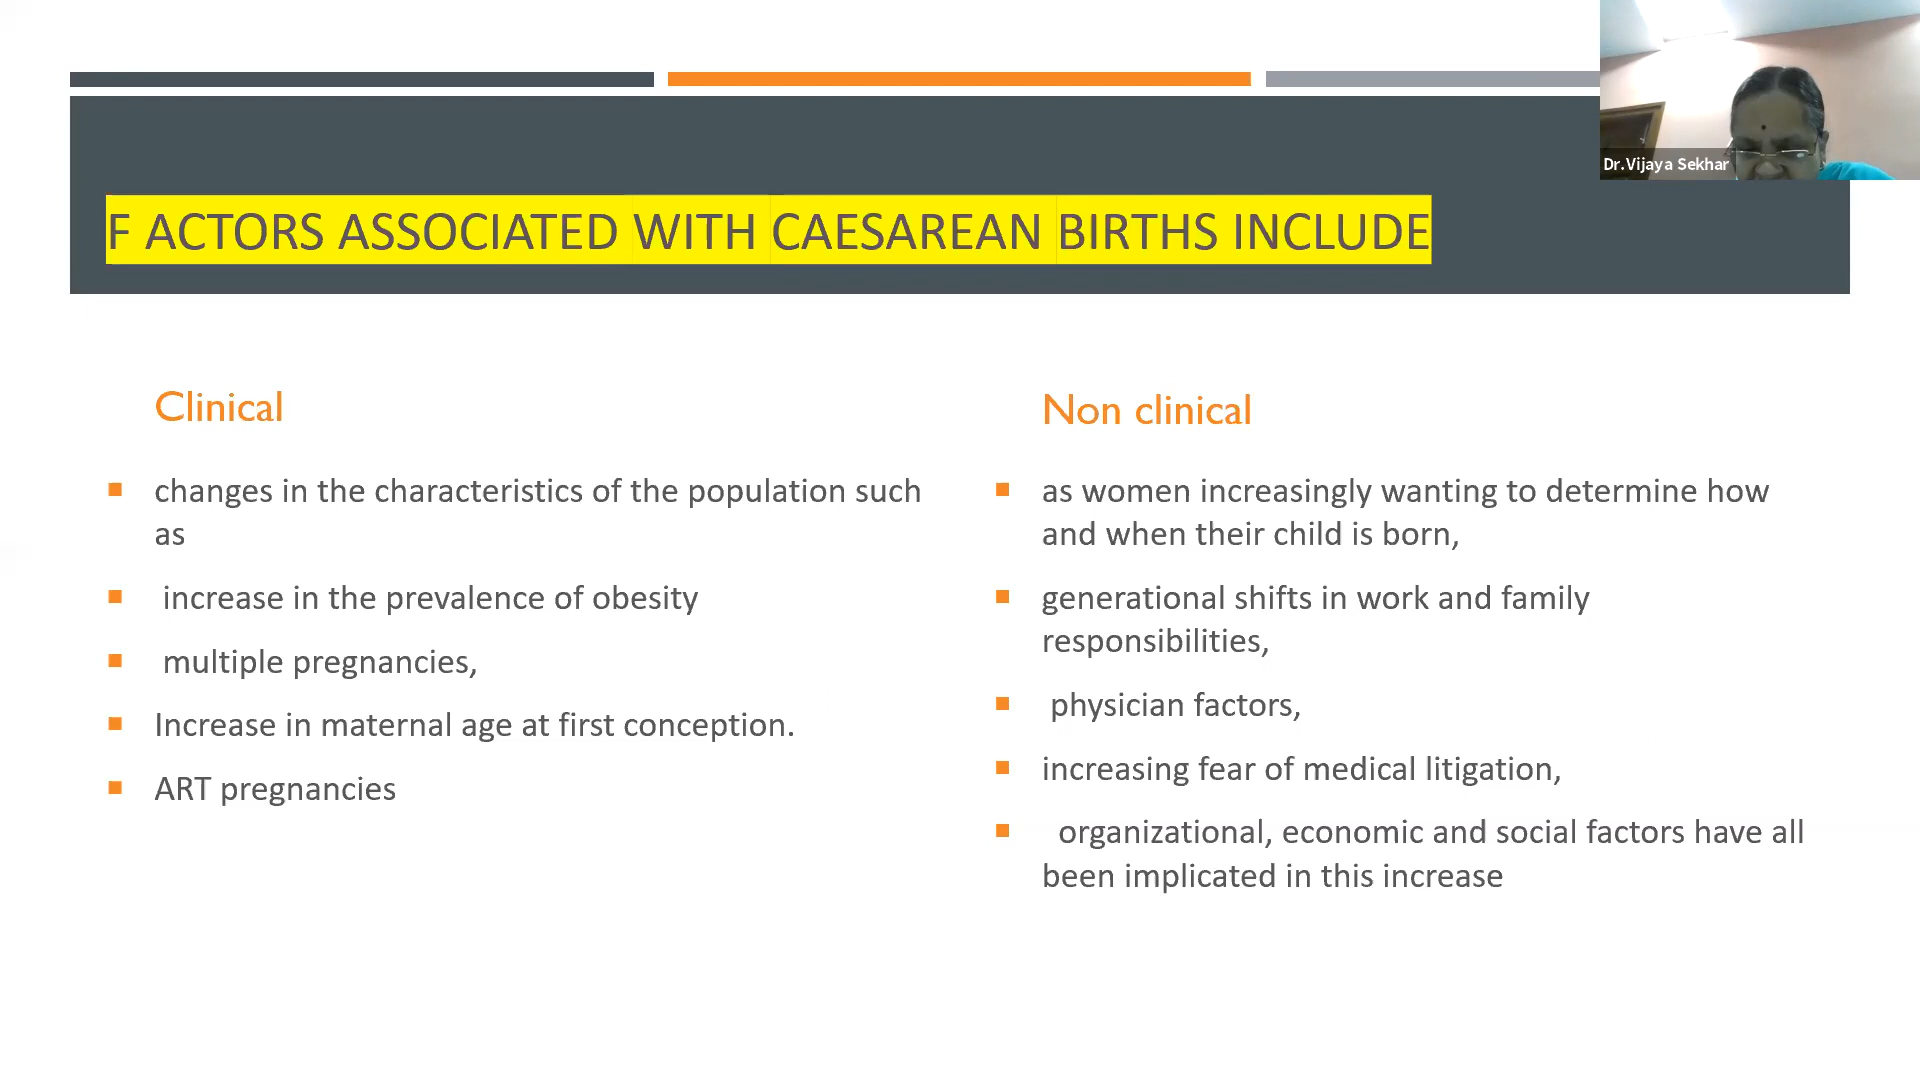 Dr.Vijaya Sekhar
F ACTORS ASSOCIATED WITH CAESAREAN BIRTHS INCLUDE
Clinical
changes in the characteristics of the population such
as
increase in the prevalence of obesity
multiple pregnancies,
Increase in maternal age at first conception.
ART pregnancies
Non clinical
as women increasingly wanting to determine how
and when their child is born,
generational shifts in work and family
responsibilities,
physician factors,
increasing fear of medical litigation,
organizational, economic and social factors have all
been implicated in this increase